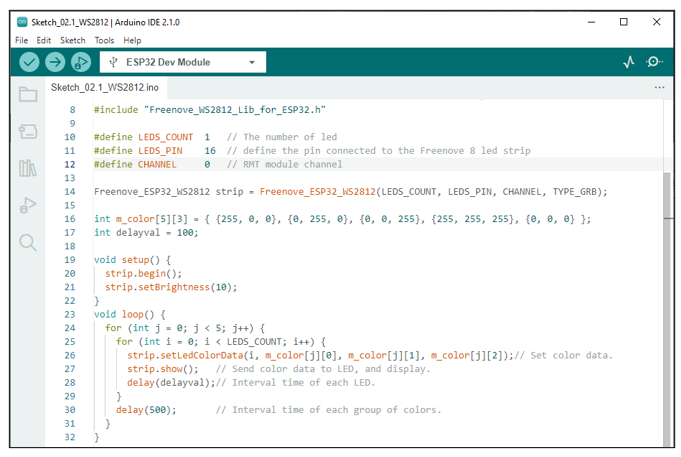 Sketch_02.1_WS2812 | Arduino IDE 2.1.0
File Edit Sketch Tools Help
ESP32 Dev Module
Sketch_02.1_WS2812.ino
8 #include "Freenove_WS2812_Lib_for_ESP32.h"
9
10 #define LEDS_COUNT  1   // The number of led
11 #define LEDS_PIN    16  // define the pin connected to the Freenove 8 led strip
12 #define CHANNEL     0   // RMT module channel
13
14 Freenove_ESP32_WS2812 strip = Freenove_ESP32_WS2812(LEDS_COUNT, LEDS_PIN, CHANNEL, TYPE_GRB);
15
16 int m_color[5][3] = { {255, 0, 0}, {0, 255, 0}, {0, 0, 255}, {255, 255, 255}, {0, 0, 0} };
17 int delayval = 100;
18
19 void setup() {
20   strip.begin();
21   strip.setBrightness(10);
22 }
23 void loop() {
24   for (int j = 0; j < 5; j++) {
25     for (int i = 0; i < LEDS_COUNT; i++) {
26       strip.setLedColorData(i, m_color[j][0], m_color[j][1], m_color[j][2]);// Set color data.
27       strip.show();   // Send color data to LED, and display.
28       delay(delayval);// Interval time of each LED.
29     }
30     delay(500);       // Interval time of each group of colors.
31   }
32 }